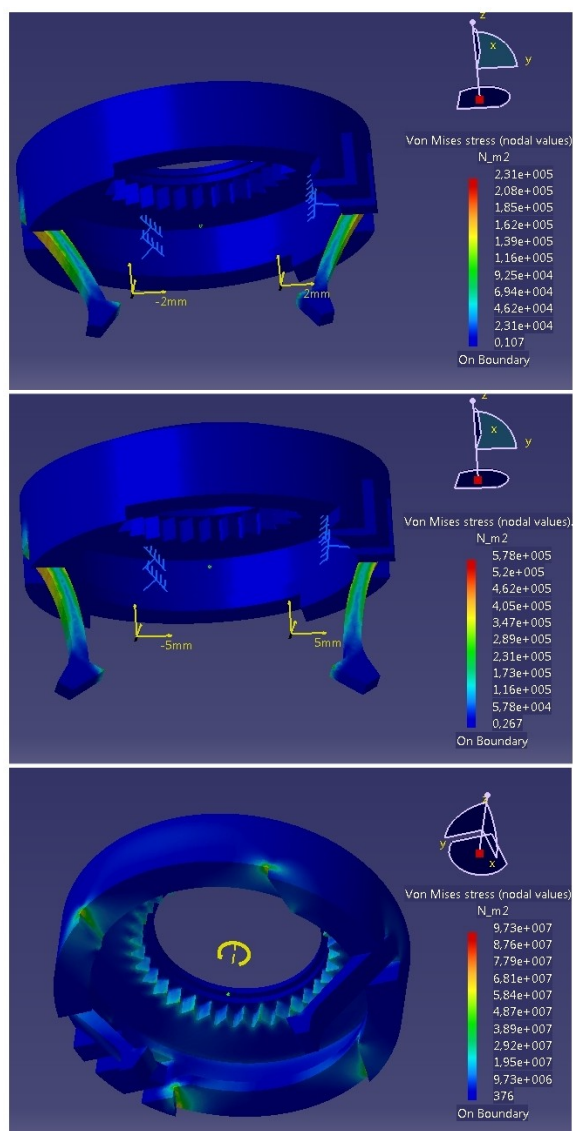 z
x
y
Von Mises stress (nodal values)
N_m2
2,31e+005
2,08e+005
1,85e+005
1,62e+005
1,39e+005
1,16e+005
9,25e+004
6,94e+004
4,62e+004
2,31e+004
0,107
On Boundary
-2mm
2mm
z
x
y
Von Mises stress (nodal values).
N_m2
5,78e+005
5,2e+005
4,62e+005
4,05e+005
3,47e+005
2,89e+005
2,31e+005
1,73e+005
1,16e+005
5,78e+004
0,267
On Boundary
-5mm
5mm
z
y
x
Von Mises stress (nodal values)
N_m2
9,73e+007
8,76e+007
7,79e+007
6,81e+007
5,84e+007
4,87e+007
3,89e+007
2,92e+007
1,95e+007
9,73e+006
376
On Boundary